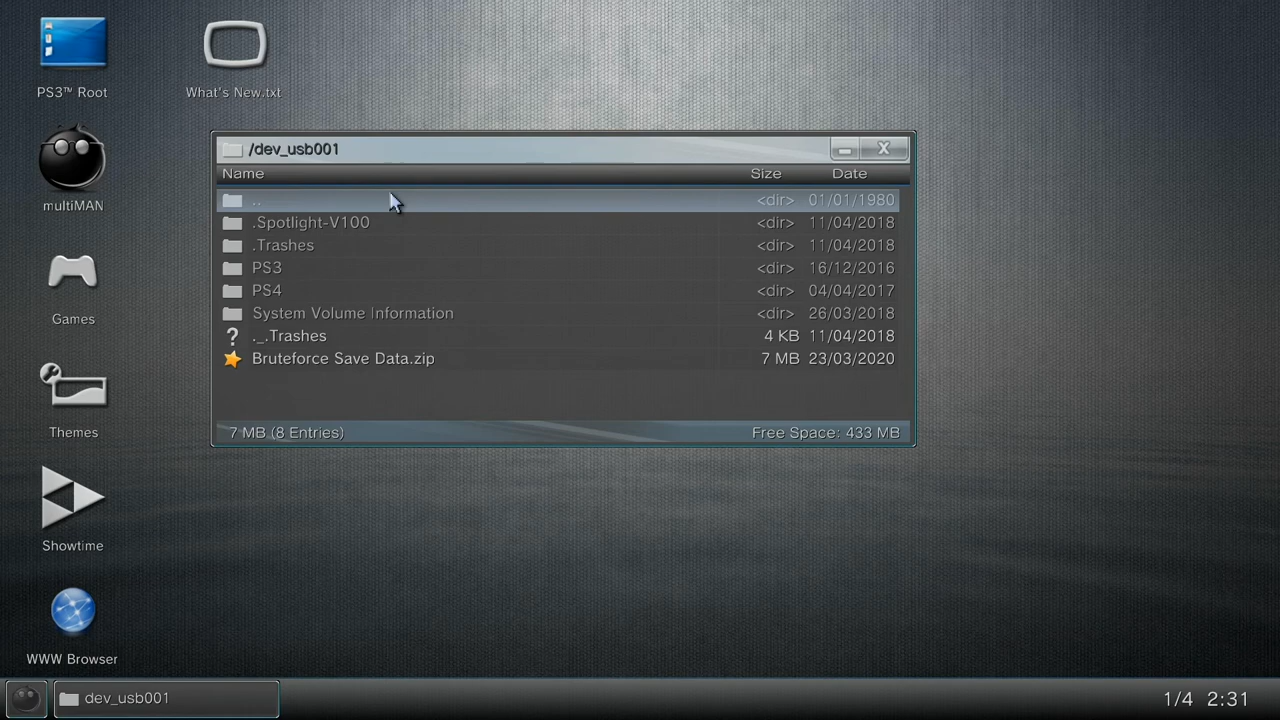 PS3™ Root
What's New.txt
multiMAN
Games
Themes
Showtime
WWW Browser
/dev_usb001
Name Size Date
.. <dir> 01/01/1980
.Spotlight-V100 <dir> 11/04/2018
.Trashes <dir> 11/04/2018
PS3 <dir> 16/12/2016
PS4 <dir> 04/04/2017
System Volume Information <dir> 26/03/2018
._.Trashes 4 KB 11/04/2018
Bruteforce Save Data.zip 7 MB 23/03/2020
7 MB (8 Entries) Free Space: 433 MB
dev_usb001 1/4 2:31